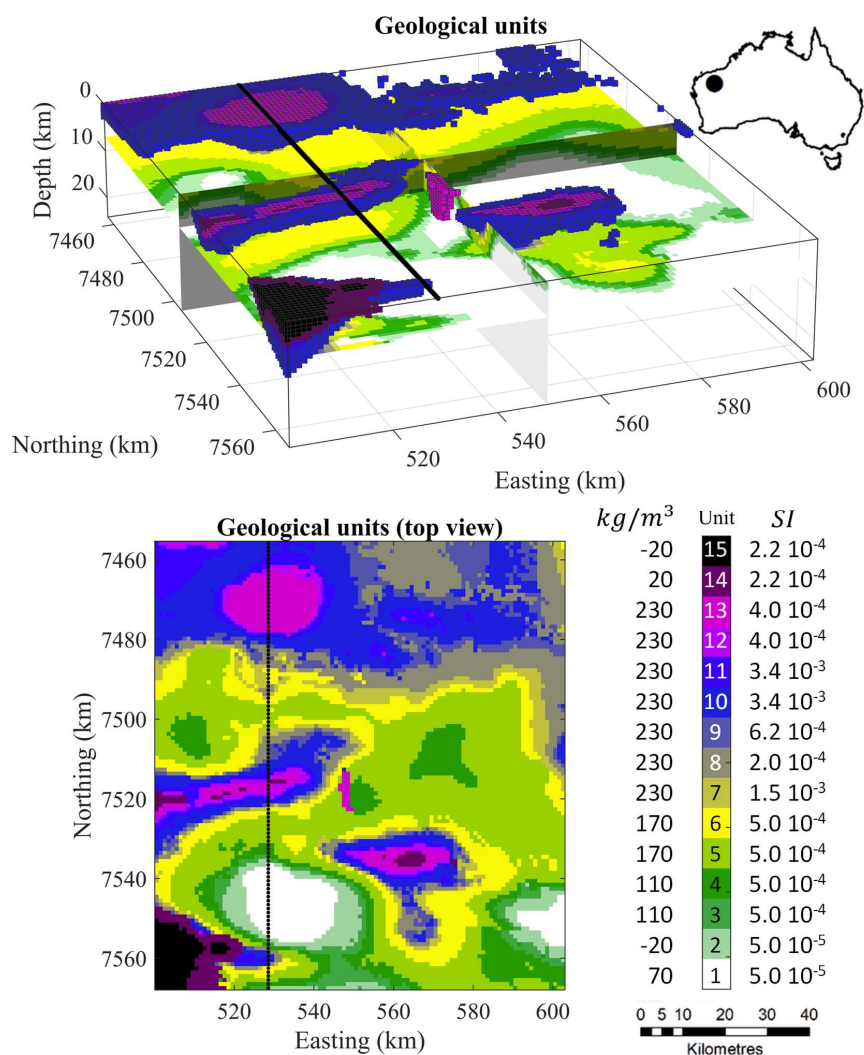 Geological units
0
10
20
Depth (km)
7460
7480
7500
7520
7540
7560
Northing (km)
520
540
560
580
600
Easting (km)
Geological units (top view)
7460
7480
7500
7520
7540
7560
Northing (km)
520 540 560 580 600
Easting (km)
kg/m³ Unit SI
-20 15 2.2 10⁻⁴
20 14 2.2 10⁻⁴
230 13 4.0 10⁻⁴
230 12 4.0 10⁻⁴
230 11 3.4 10⁻³
230 10 3.4 10⁻³
230 9 6.2 10⁻⁴
230 8 2.0 10⁻⁴
230 7 1.5 10⁻³
170 6 5.0 10⁻⁴
170 5 5.0 10⁻⁴
110 4 5.0 10⁻⁴
110 3 5.0 10⁻⁴
-20 2 5.0 10⁻⁵
70 1 5.0 10⁻⁵
0 5 10 20 30 40
Kilometres